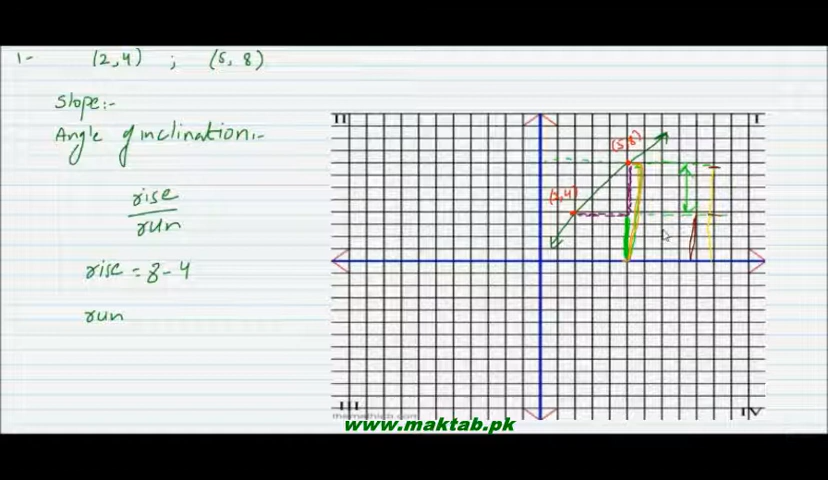 1- (2,4) ; (5,8)
Slope:-
Angle of inclination:-
rise
run
rise = 8-4
run
II
I
(5,8)
(2,4)
III
IV
www.maktab.pk